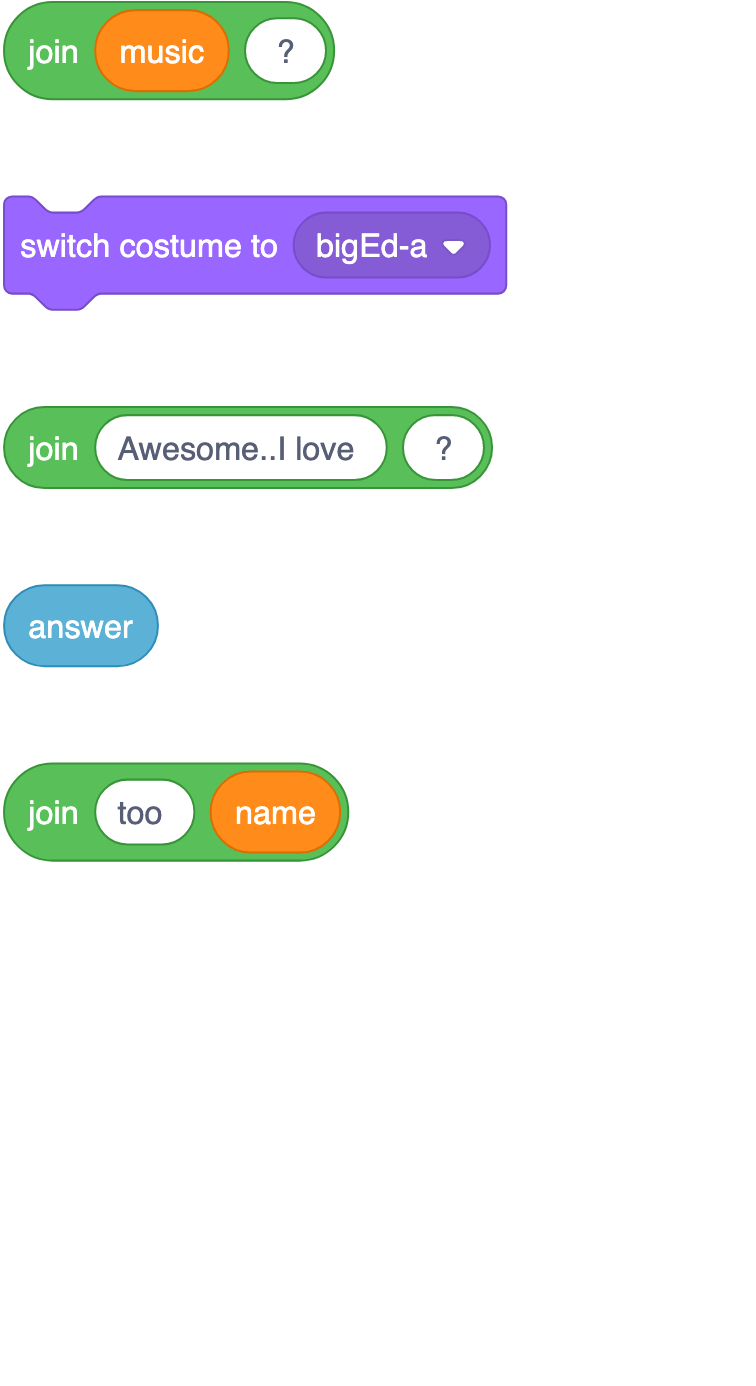 join music ?
switch costume to bigEd-a
join Awesome..I love ?
answer
join too name